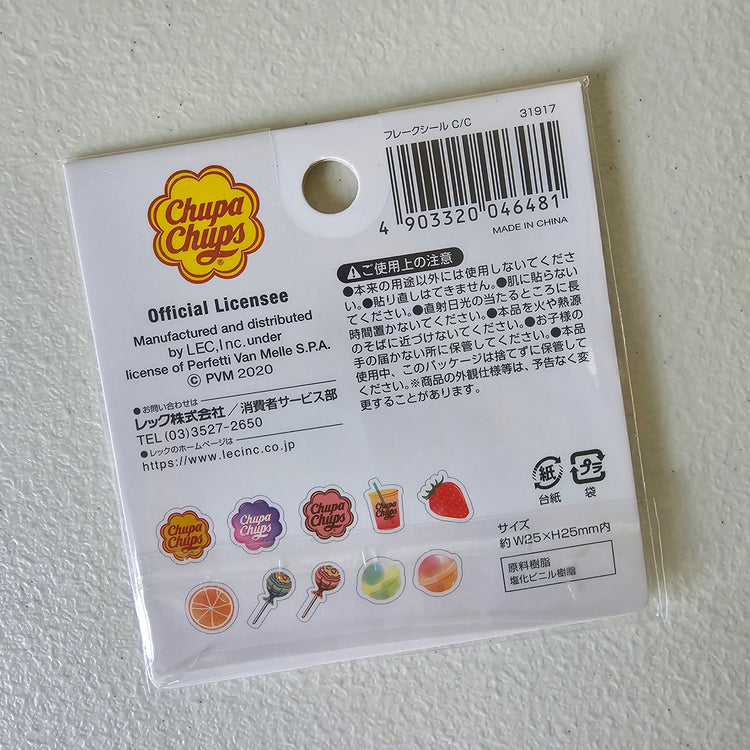 フレークシール C/C
31917
4 903320 046481
MADE IN CHINA
Chupa
Chups
®
Official Licensee
Manufactured and distributed
by LEC,Inc.under
license of Perfetti Van Melle S.P.A.
© PVM 2020
●お問い合わせは
レック株式会社/消費者サービス部
TEL (03)3527-2650
●レックのホームページは
https://www.lecinc.co.jp
⚠ご使用上の注意
●本来の用途以外には使用しないでくださ
い。●貼り直しはできません。●肌に貼らない
でください。●直射日光の当たるところに長
時間置かないでください。●本品を火や熱源
のそばに近づけないでください。●お子様の
手の届かない所に保管してください。●本品
使用中、このパッケージは捨てずに保管して
ください。※商品の外観仕様等は、予告なく変
更することがあります。
紙
台紙
プラ
袋
Chupa
Chups
Chupa
Chups
Chupa
Chups
Chupa
Chups
サイズ
約 W25×H25mm内
原料樹脂
塩化ビニル樹脂